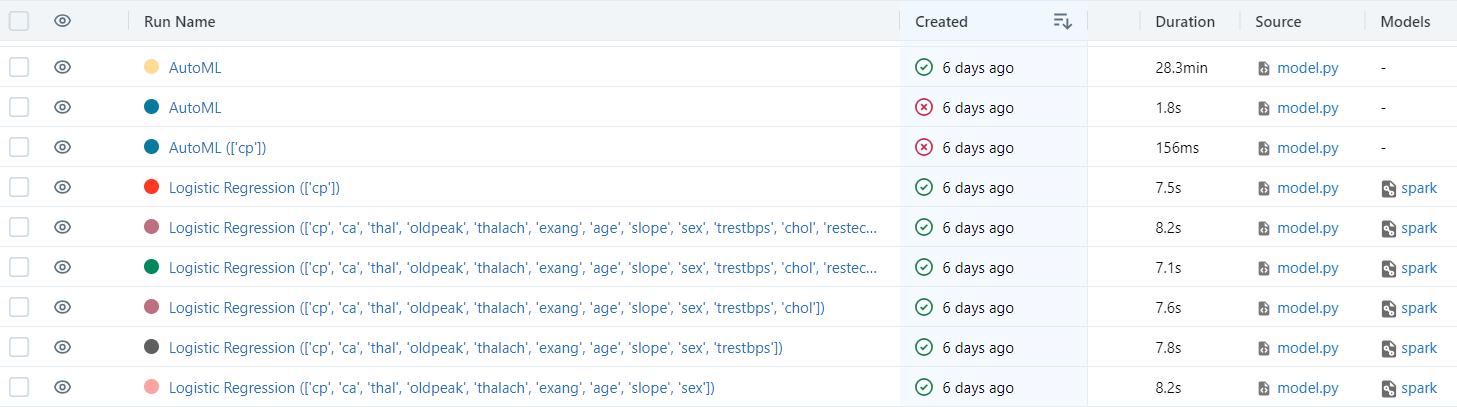 Run Name Created Duration Source Models
AutoML 6 days ago 28.3min model.py -
AutoML 6 days ago 1.8s model.py -
AutoML (['cp']) 6 days ago 156ms model.py -
Logistic Regression (['cp']) 6 days ago 7.5s model.py spark
Logistic Regression (['cp', 'ca', 'thal', 'oldpeak', 'thalach', 'exang', 'age', 'slope', 'sex', 'trestbps', 'chol', 'restec... 6 days ago 8.2s model.py spark
Logistic Regression (['cp', 'ca', 'thal', 'oldpeak', 'thalach', 'exang', 'age', 'slope', 'sex', 'trestbps', 'chol', 'restec... 6 days ago 7.1s model.py spark
Logistic Regression (['cp', 'ca', 'thal', 'oldpeak', 'thalach', 'exang', 'age', 'slope', 'sex', 'trestbps', 'chol']) 6 days ago 7.6s model.py spark
Logistic Regression (['cp', 'ca', 'thal', 'oldpeak', 'thalach', 'exang', 'age', 'slope', 'sex', 'trestbps']) 6 days ago 7.8s model.py spark
Logistic Regression (['cp', 'ca', 'thal', 'oldpeak', 'thalach', 'exang', 'age', 'slope', 'sex']) 6 days ago 8.2s model.py spark